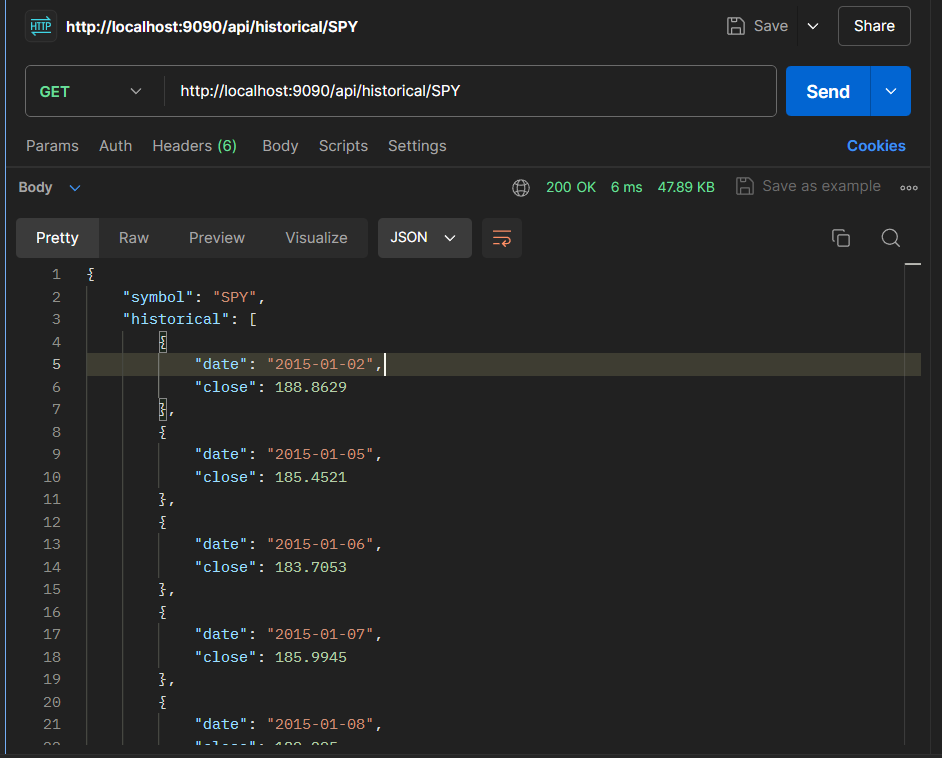 HTTP http://localhost:9090/api/historical/SPY Save Share
GET http://localhost:9090/api/historical/SPY Send
Params Auth Headers (6) Body Scripts Settings Cookies
Body 200 OK 6 ms 47.89 KB Save as example
Pretty Raw Preview Visualize JSON
1 {
2 "symbol": "SPY",
3 "historical": [
4 {
5 "date": "2015-01-02",
6 "close": 188.8629
7 },
8 {
9 "date": "2015-01-05",
10 "close": 185.4521
11 },
12 {
13 "date": "2015-01-06",
14 "close": 183.7053
15 },
16 {
17 "date": "2015-01-07",
18 "close": 185.9945
19 },
20 {
21 "date": "2015-01-08",
22 "close":